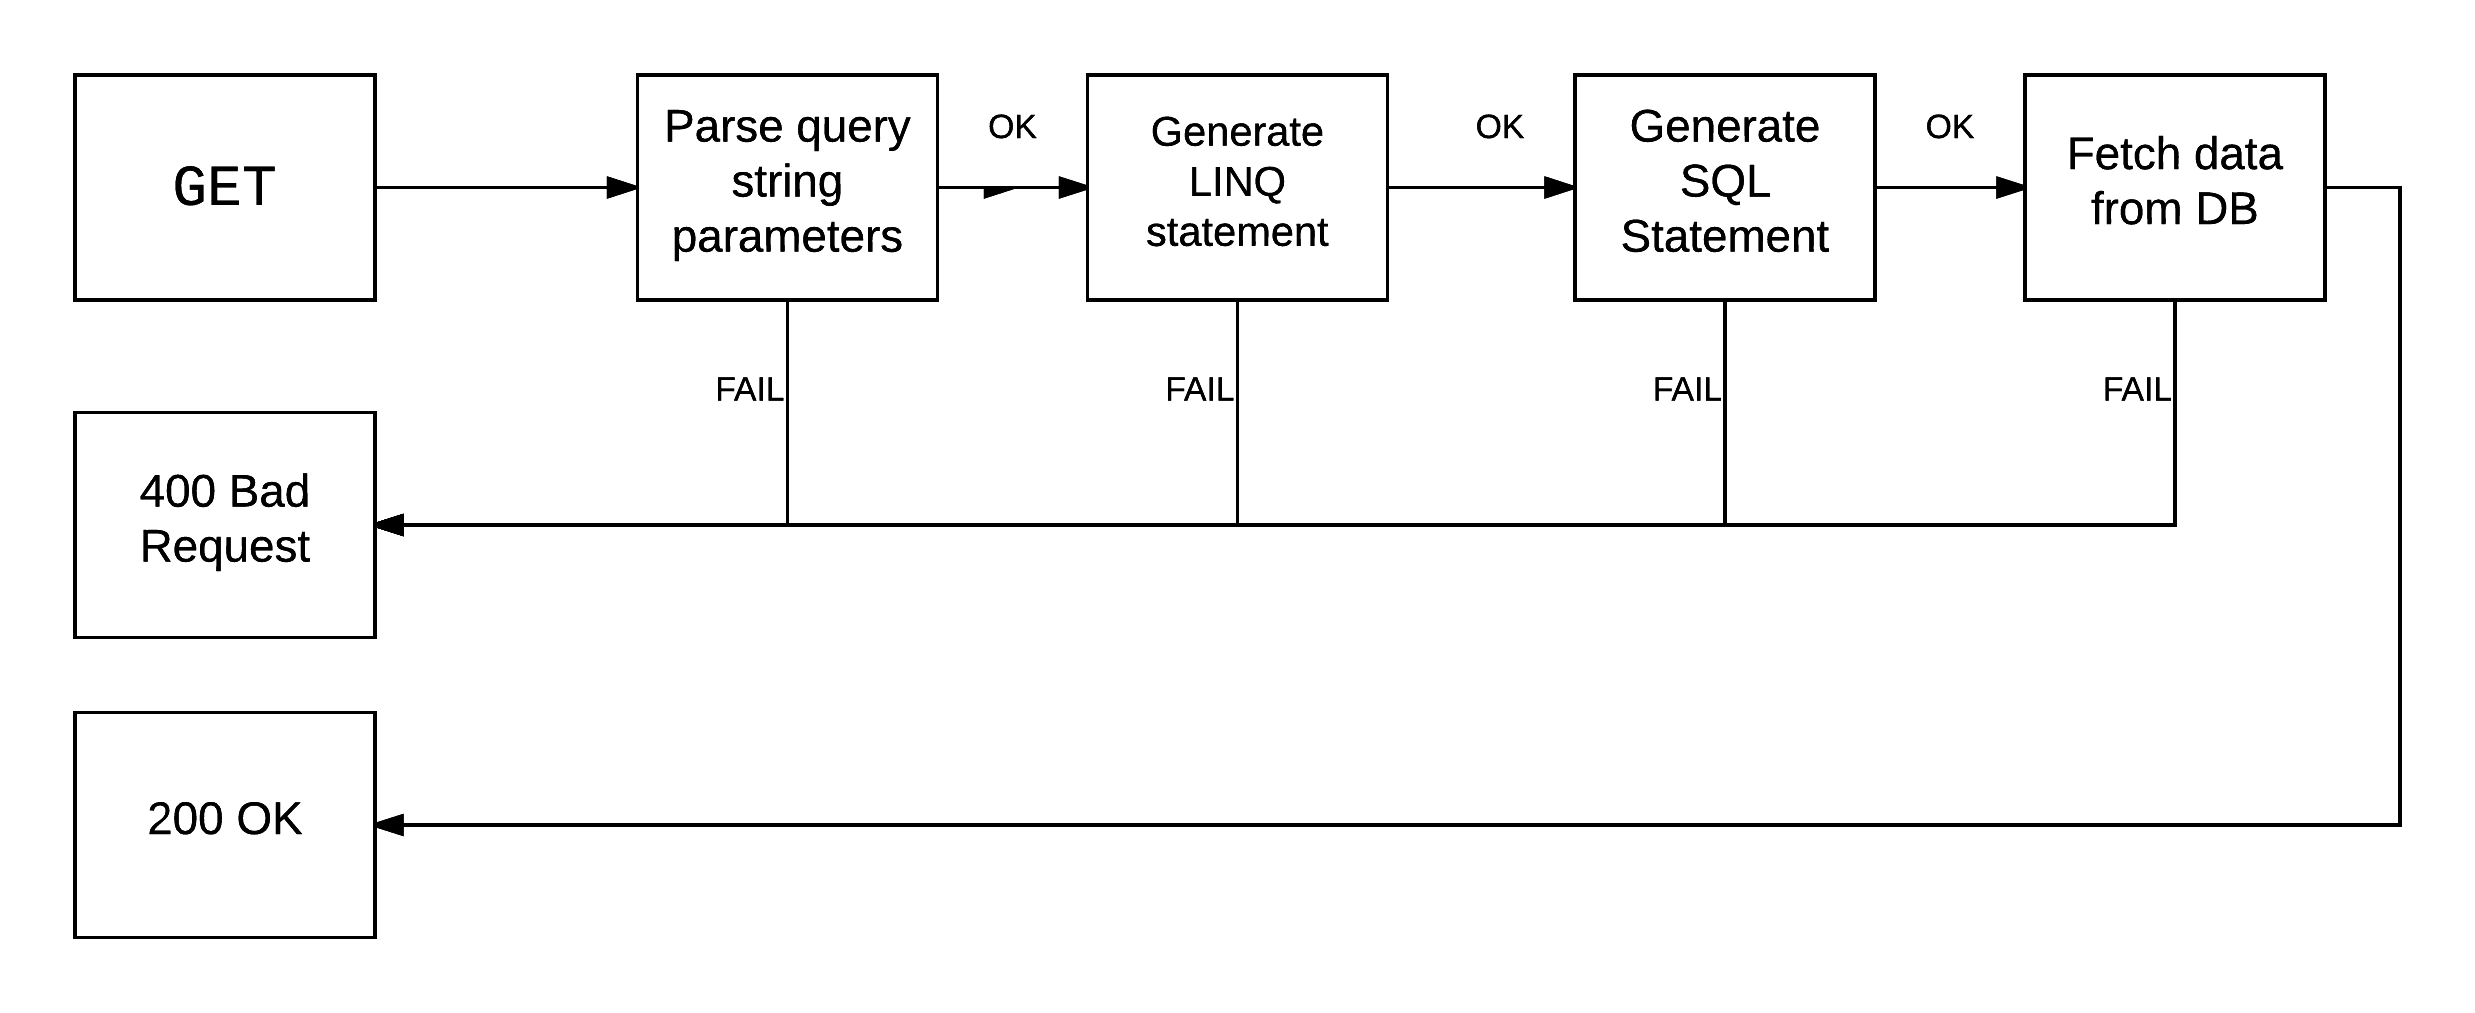 GET
Parse query
string
parameters
OK
Generate
LINQ
statement
OK
Generate
SQL
Statement
OK
Fetch data
from DB
FAIL
FAIL
FAIL
FAIL
400 Bad
Request
200 OK